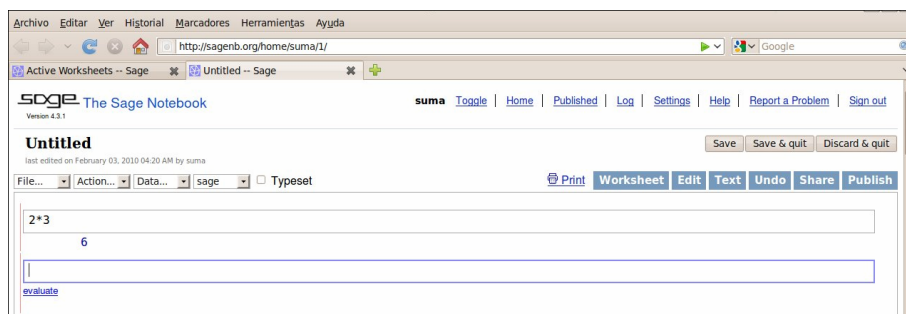 Archivo Editar Ver Historial Marcadores Herramientas Ayuda
http://sagenb.org/home/suma/1/ Google
Active Worksheets -- Sage Untitled -- Sage
sage The Sage Notebook suma Toggle | Home | Published | Log | Settings | Help | Report a Problem | Sign out
Version 4.3.1
Untitled Save Save & quit Discard & quit
last edited on February 03, 2010 04:20 AM by suma
File... Action... Data... sage Typeset Print Worksheet Edit Text Undo Share Publish
2*3
6
evaluate